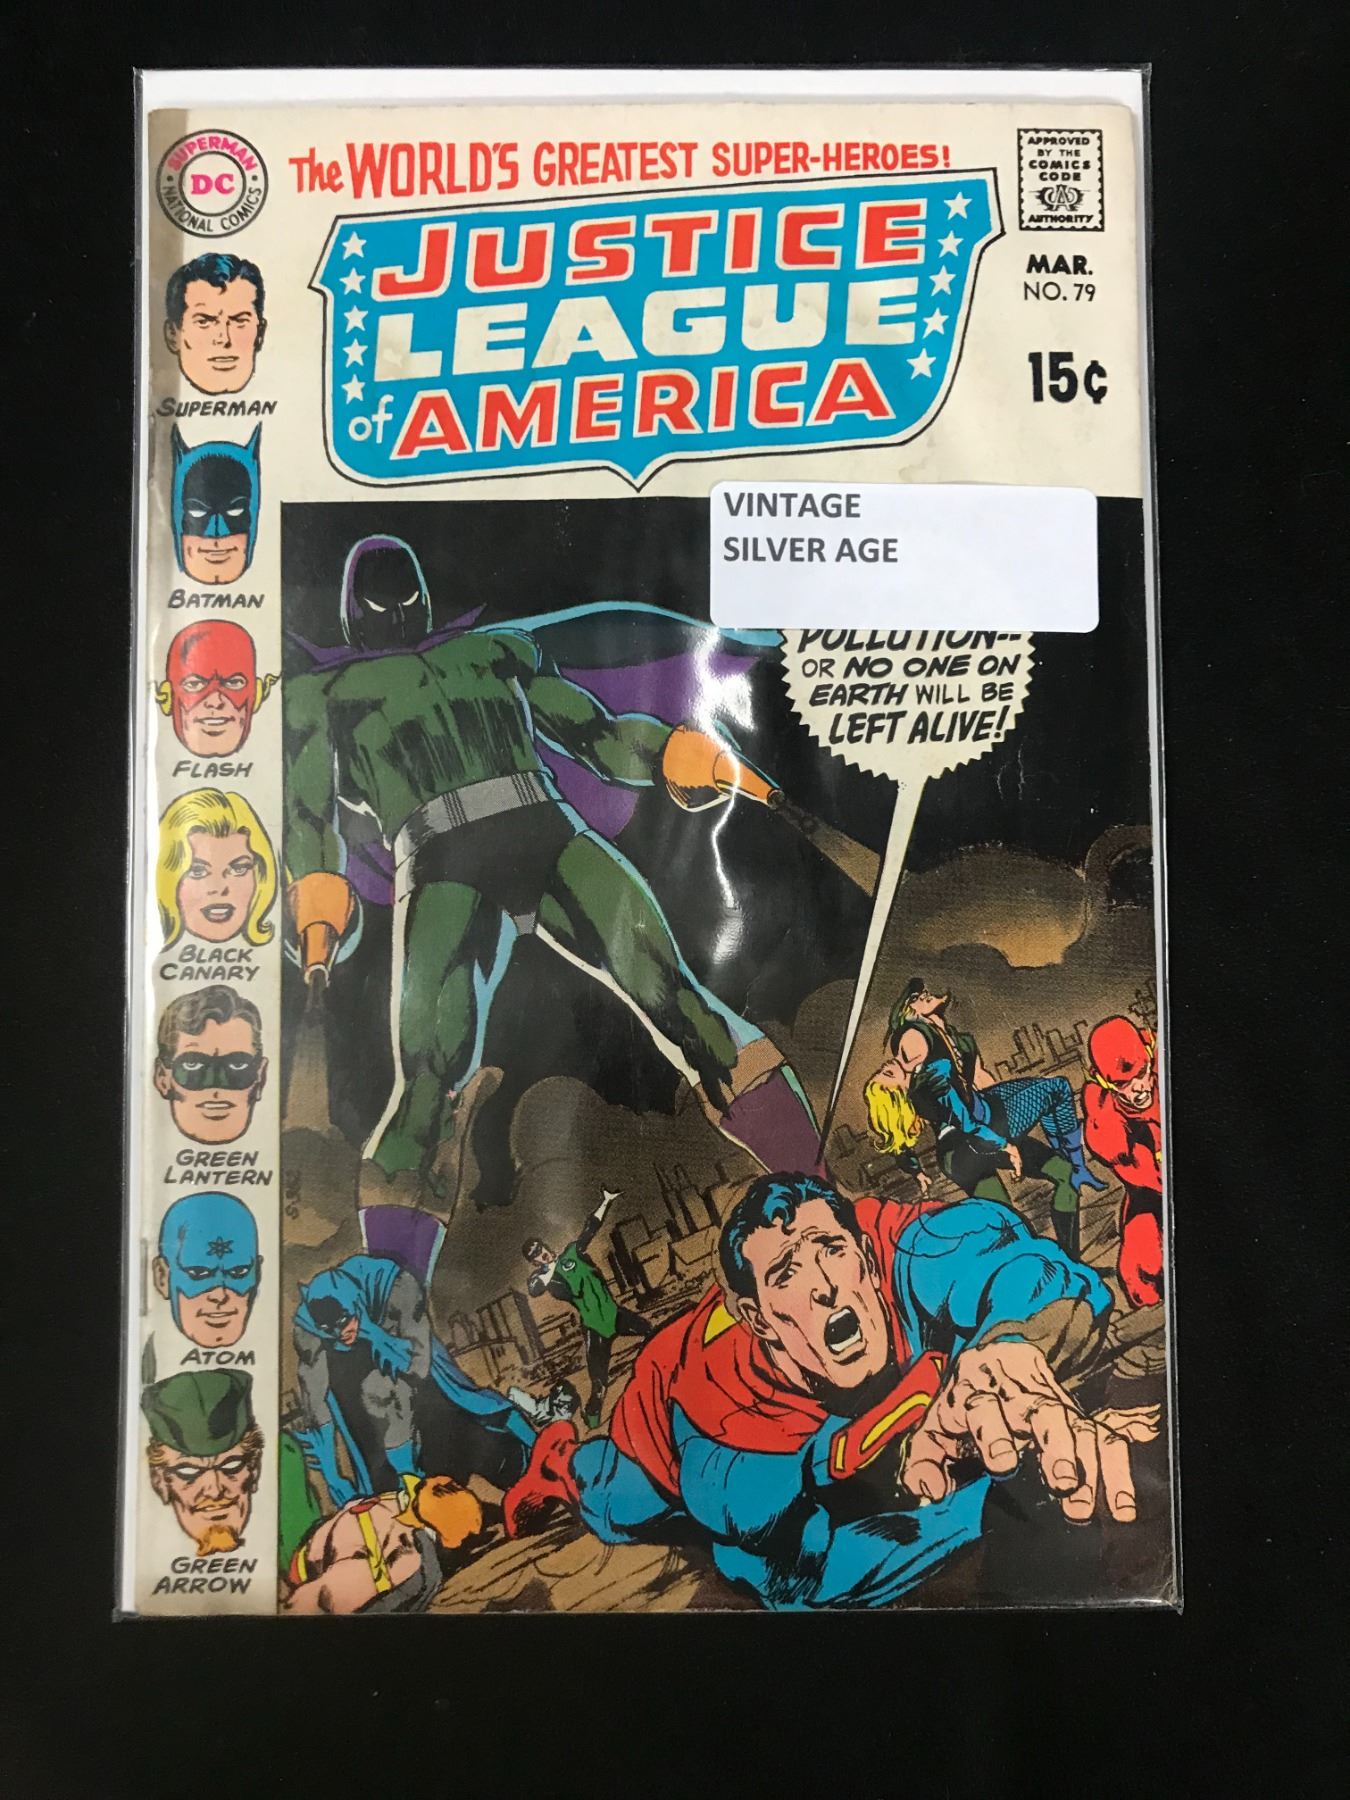 SUPERMAN
DC
NATIONAL COMICS
The WORLD'S GREATEST SUPER-HEROES!
JUSTICE
LEAGUE
of AMERICA
APPROVED
BY THE
COMICS
CODE
CA
AUTHORITY
MAR.
NO. 79
15¢
SUPERMAN
BATMAN
FLASH
BLACK
CANARY
GREEN
LANTERN
ATOM
GREEN
ARROW
VINTAGE
SILVER AGE
POLLUTION--
OR NO ONE ON
EARTH WILL BE
LEFT ALIVE!